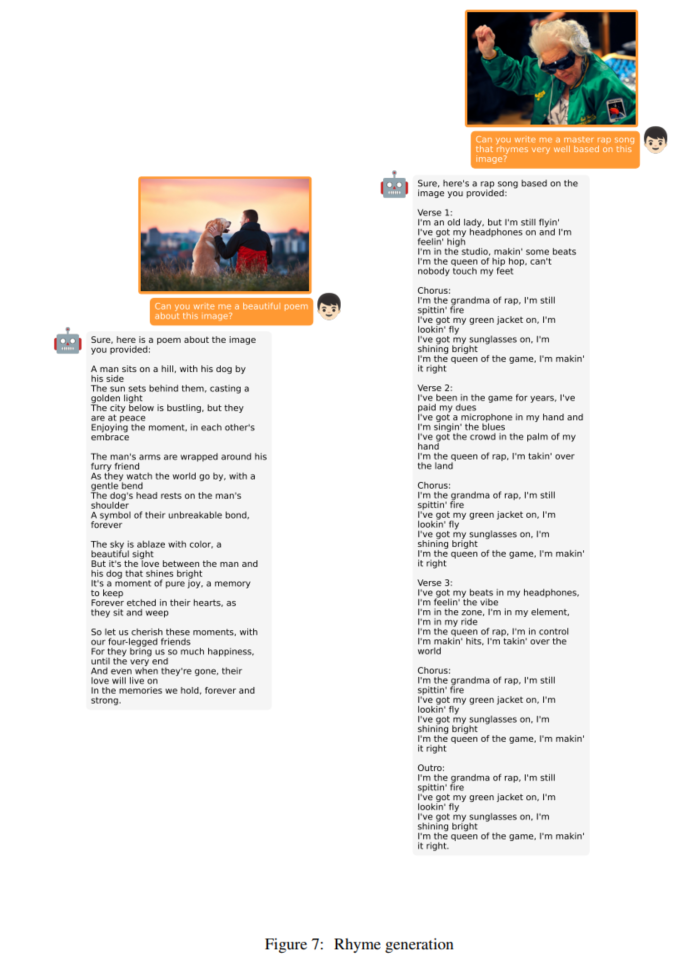 Can you write me a beautiful poem
about this image?
Sure, here is a poem about the image
you provided:
A man sits on a hill, with his dog by
his side
The sun sets behind them, casting a
golden light
The city below is bustling, but they
are at peace
Enjoying the moment, in each other's
embrace
The man's arms are wrapped around his
furry friend
As they watch the world go by, with a
gentle bend
The dog's head rests on the man's
shoulder
A symbol of their unbreakable bond,
forever
The sky is ablaze with color, a
beautiful sight
But it's the love between the man and
his dog that shines bright
It's a moment of pure joy, a memory
to keep
Forever etched in their hearts, as
they sit and weep
So let us cherish these moments, with
our four-legged friends
For they bring us so much happiness,
until the very end
And even when they're gone, their
love will live on
In the memories we hold, forever and
strong.
Can you write me a master rap song
that rhymes very well based on this
image?
Sure, here's a rap song based on the
image you provided:
Verse 1:
I'm an old lady, but I'm still flyin'
I've got my headphones on and I'm
feelin' high
I'm in the studio, makin' some beats
I'm the queen of hip hop, can't
nobody touch my feet
Chorus:
I'm the grandma of rap, I'm still
spittin' fire
I've got my green jacket on, I'm
lookin' fly
I've got my sunglasses on, I'm
shining bright
I'm the queen of the game, I'm makin'
it right
Verse 2:
I've been in the game for years, I've
paid my dues
I've got a microphone in my hand and
I'm singin' the blues
I've got the crowd in the palm of my
hand
I'm the queen of rap, I'm takin' over
the land
Chorus:
I'm the grandma of rap, I'm still
spittin' fire
I've got my green jacket on, I'm
lookin' fly
I've got my sunglasses on, I'm
shining bright
I'm the queen of the game, I'm makin'
it right
Verse 3:
I've got my beats in my headphones,
I'm feelin' the vibe
I'm in the zone, I'm in my element,
I'm in my ride
I'm the queen of rap, I'm in control
I'm makin' hits, I'm takin' over the
world
Chorus:
I'm the grandma of rap, I'm still
spittin' fire
I've got my green jacket on, I'm
lookin' fly
I've got my sunglasses on, I'm
shining bright
I'm the queen of the game, I'm makin'
it right
Outro:
I'm the grandma of rap, I'm still
spittin' fire
I've got my green jacket on, I'm
lookin' fly
I've got my sunglasses on, I'm
shining bright
I'm the queen of the game, I'm makin'
it right.
Figure 7: Rhyme generation